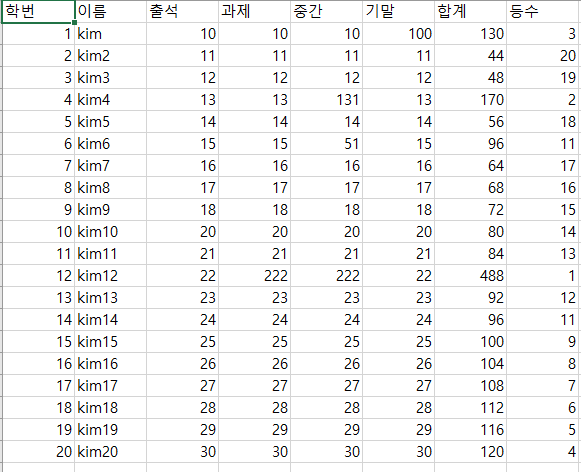 학번 이름 출석 과제 중간 기말 합계 등수
1 kim 10 10 10 100 130 3
2 kim2 11 11 11 11 44 20
3 kim3 12 12 12 12 48 19
4 kim4 13 13 131 13 170 2
5 kim5 14 14 14 14 56 18
6 kim6 15 15 51 15 96 11
7 kim7 16 16 16 16 64 17
8 kim8 17 17 17 17 68 16
9 kim9 18 18 18 18 72 15
10 kim10 20 20 20 20 80 14
11 kim11 21 21 21 21 84 13
12 kim12 22 222 222 22 488 1
13 kim13 23 23 23 23 92 12
14 kim14 24 24 24 24 96 11
15 kim15 25 25 25 25 100 9
16 kim16 26 26 26 26 104 8
17 kim17 27 27 27 27 108 7
18 kim18 28 28 28 28 112 6
19 kim19 29 29 29 29 116 5
20 kim20 30 30 30 30 120 4